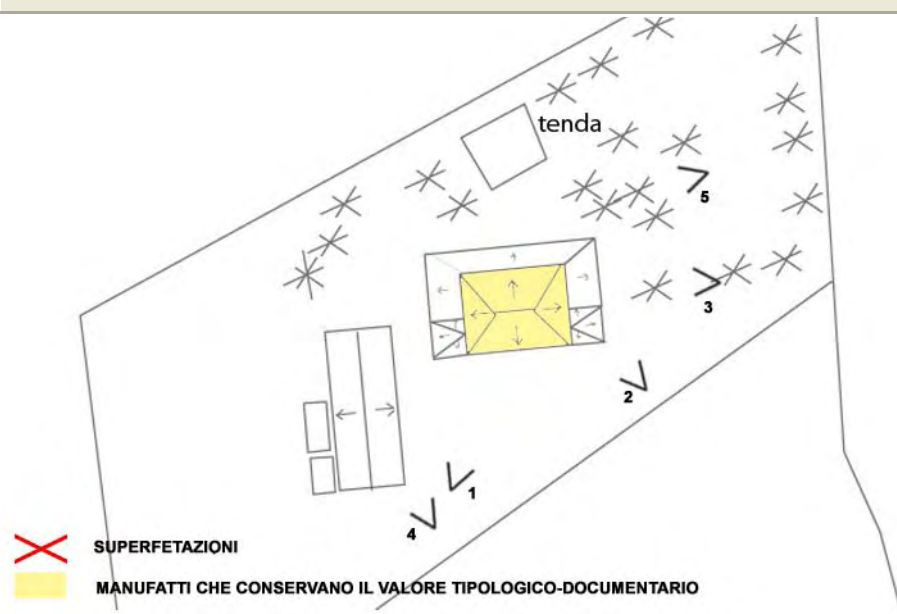 tenda
5
3
2
1
4
SUPERFETAZIONI
MANUFATTI CHE CONSERVANO IL VALORE TIPOLOGICO-DOCUMENTARIO